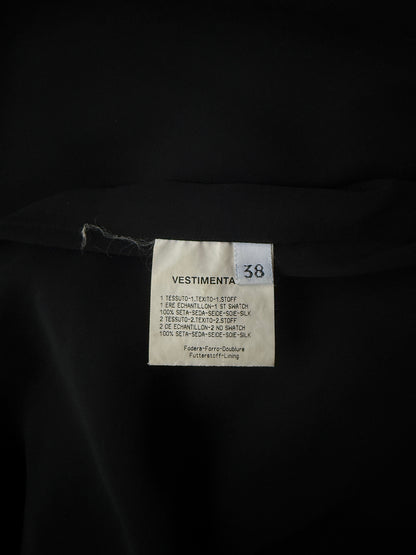 38
VESTIMENTA
1 TESSUTO-1.TEXITO-1.STOFF
1 ERE ECHANTILLON-1 ST SWATCH
100% SETA-SEDA-SEIDE-SOIE-SILK
2 TESSUTO-2.TEXITO-2.STOFF
2 DE ECHANTILLON-2 ND SWATCH
100% SETA-SEDA-SEIDE-SOIE-SILK
Fodera-Forro-Doublure
Futterstoff-Lining